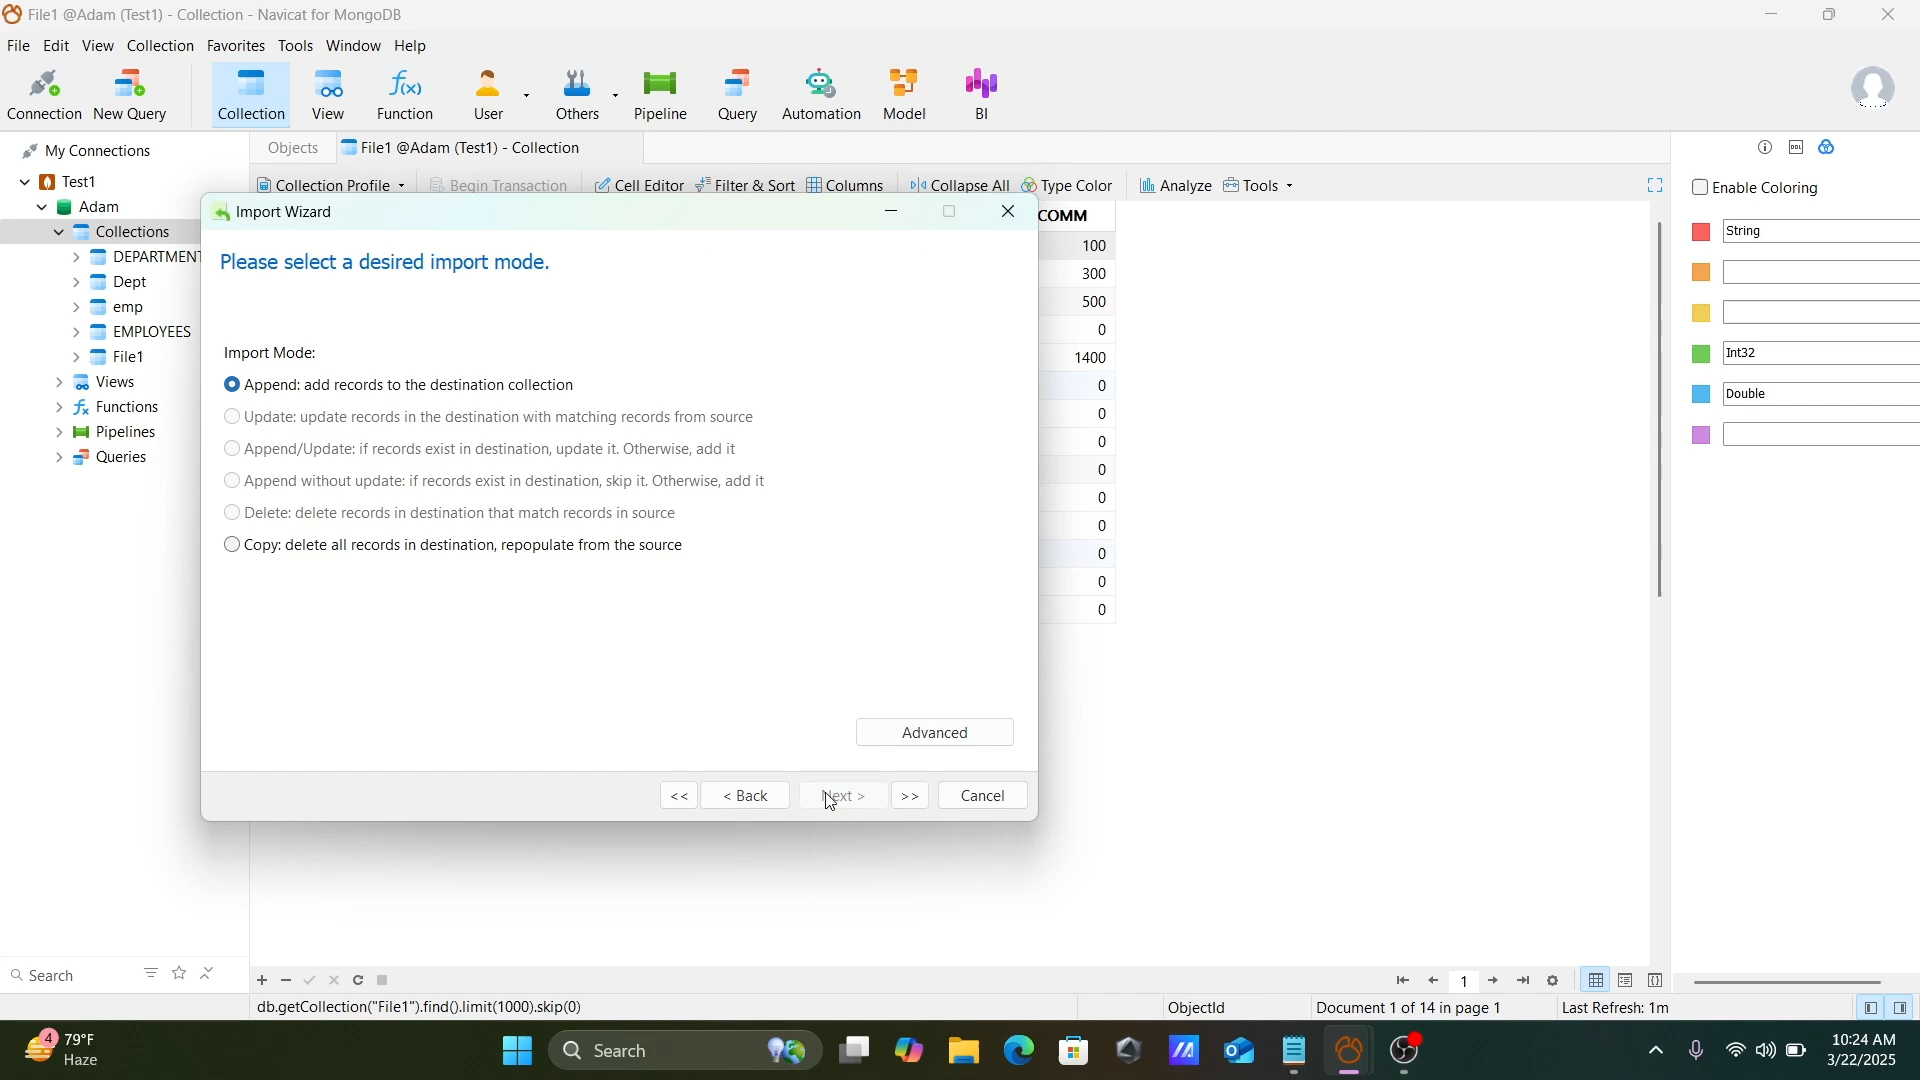 File1 @Adam (Test1) - Collection - Navicat for MongoDB
File Edit View Collection Favorites Tools Window Help
Connection New Query Collection View Function User Others Pipeline Query Automation Model BI
My Connections
Objects File1 @Adam (Test1) - Collection
Test1
Collection Profile Begin Transaction Cell Editor Filter & Sort Columns Collapse All Type Color Analyze Tools
Enable Coloring
Adam
Collections
DEPARTMENT
Dept
emp
EMPLOYEES
File1
Views
Functions
Pipelines
Queries
Import Wizard
Please select a desired import mode.
Import Mode:
Append: add records to the destination collection
Update: update records in the destination with matching records from source
Append/Update: if records exist in destination, update it. Otherwise, add it
Append without update: if records exist in destination, skip it. Otherwise, add it
Delete: delete records in destination that match records in source
Copy: delete all records in destination, repopulate from the source
Advanced
<< < Back Next > >> Cancel
COMM
100
300
500
0
1400
0
0
0
0
0
0
0
0
0
String
Int32
Double
Search
1
db.getCollection("File1").find().limit(1000).skip(0) ObjectId Document 1 of 14 in page 1 Last Refresh: 1m
4 79°F
Haze
Search
10:24 AM
3/22/2025